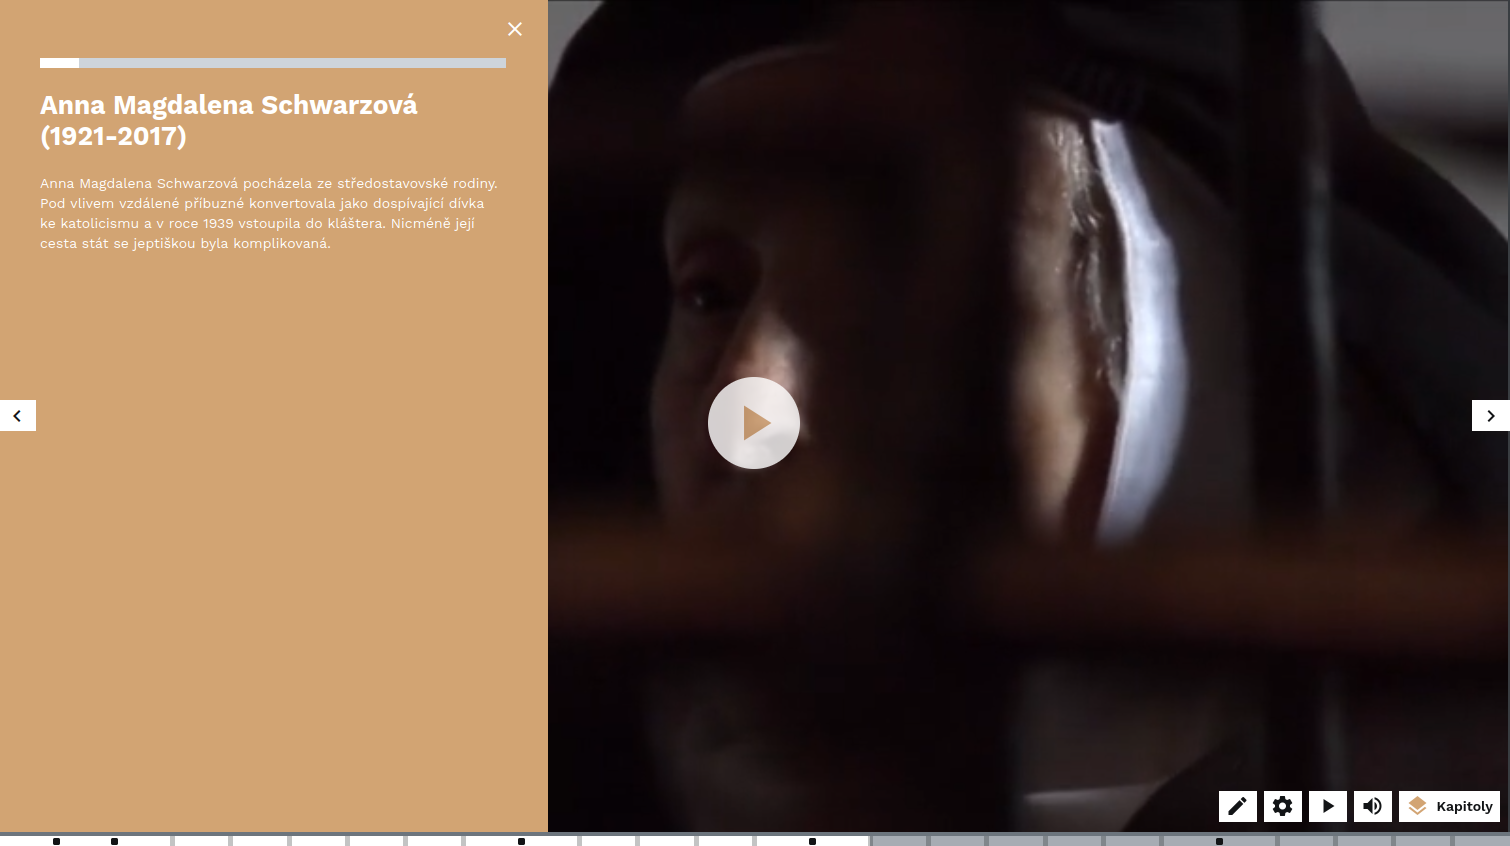 Anna Magdalena Schwarzová
(1921-2017)
Anna Magdalena Schwarzová pocházela ze středostavovské rodiny.
Pod vlivem vzdálené příbuzné konvertovala jako dospívající dívka
ke katolicismu a v roce 1939 vstoupila do kláštera. Nicméně její
cesta stát se jeptiškou byla komplikovaná.
Kapitoly